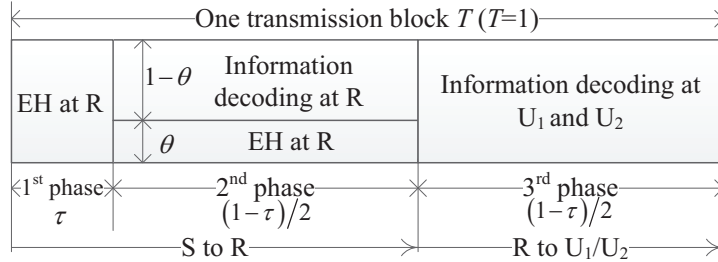 One transmission block T (T=1)
EH at R
1−θ
Information
decoding at R
θ
EH at R
Information decoding at
U₁ and U₂
1ˢᵗ phase
τ
2ⁿᵈ phase
(1−τ)/2
3ʳᵈ phase
(1−τ)/2
S to R
R to U₁/U₂